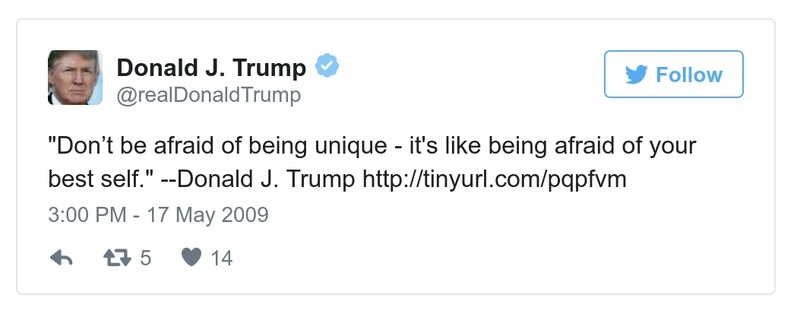 Donald J. Trump
@realDonaldTrump
Follow
"Don’t be afraid of being unique - it's like being afraid of your
best self." --Donald J. Trump http://tinyurl.com/pqpfvm
3:00 PM - 17 May 2009
5 14